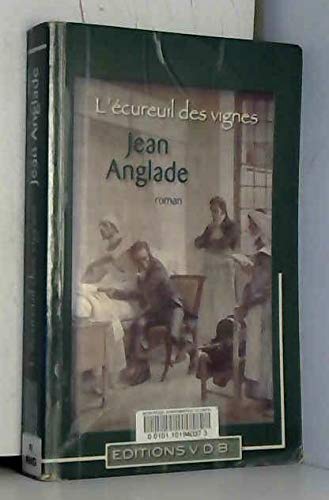 L'écureuil des vignes
Jean
Anglade
roman
EDITIONS V D B
Jean Anglade